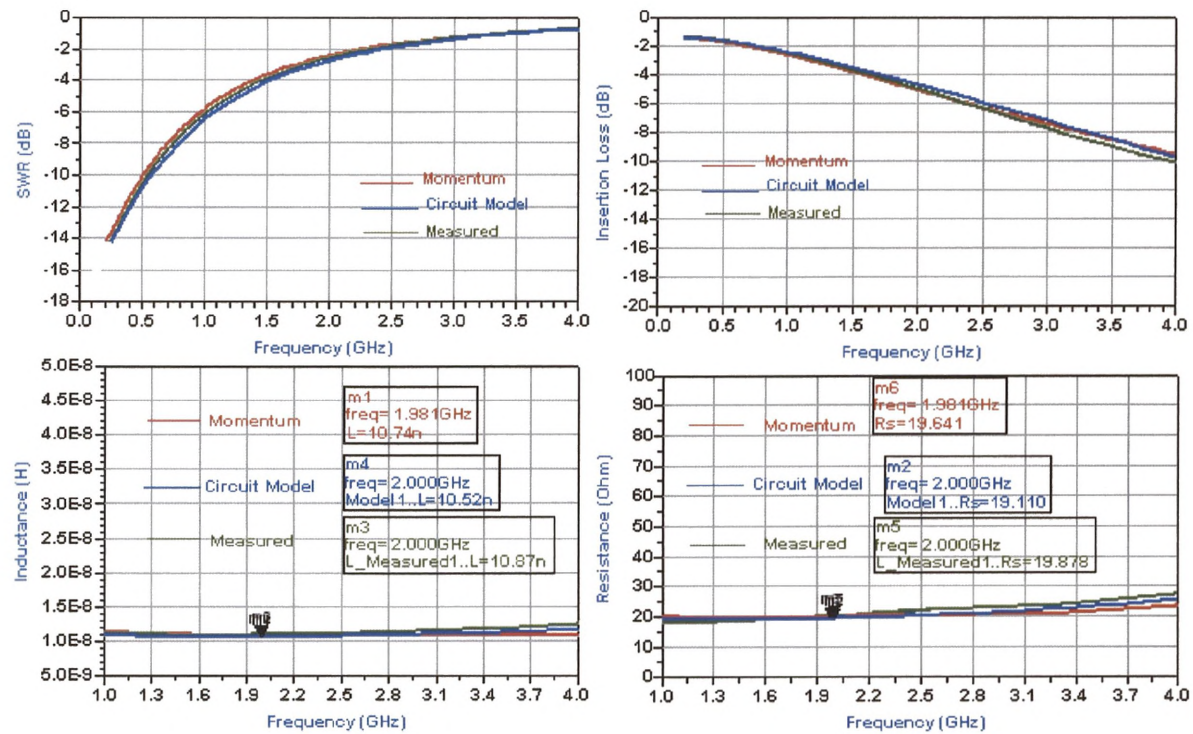 0
-2
-4
-6
-8
-10
-12
-14
-16
-18
SWR (dB)
Momentum
Circuit Model
Measured
0.0 0.5 1.0 1.5 2.0 2.5 3.0 3.5 4.0
Frequency (GHz)
0
-2
-4
-6
-8
-10
-12
-14
-16
-18
-20
Insertion Loss (dB)
Momentum
Circuit Model
Measured
0.0 0.5 1.0 1.5 2.0 2.5 3.0 3.5 4.0
Frequency (GHz)
5.0E-8
4.5E-8
4.0E-8
3.5E-8
3.0E-8
2.5E-8
2.0E-8
1.5E-8
1.0E-8
5.0E-9
Inductance (H)
Momentum
Circuit Model
Measured
m1
freq= 1.981GHz
L=10.74n
m4
freq= 2.000GHz
Model1..L=10.52n
m3
freq= 2.000GHz
L_Measured1..L=10.87n
1.0 1.3 1.6 1.9 2.2 2.5 2.8 3.1 3.4 3.7 4.0
Frequency (GHz)
100
90
80
70
60
50
40
30
20
10
0
Resistance (Ohm)
Momentum
Circuit Model
Measured
m6
freq= 1.981GHz
Rs=19.641
m2
freq= 2.000GHz
Model1..Rs=19.110
m5
freq= 2.000GHz
L_Measured1..Rs=19.878
1.0 1.3 1.6 1.9 2.2 2.5 2.8 3.1 3.4 3.7 4.0
Frequency (GHz)